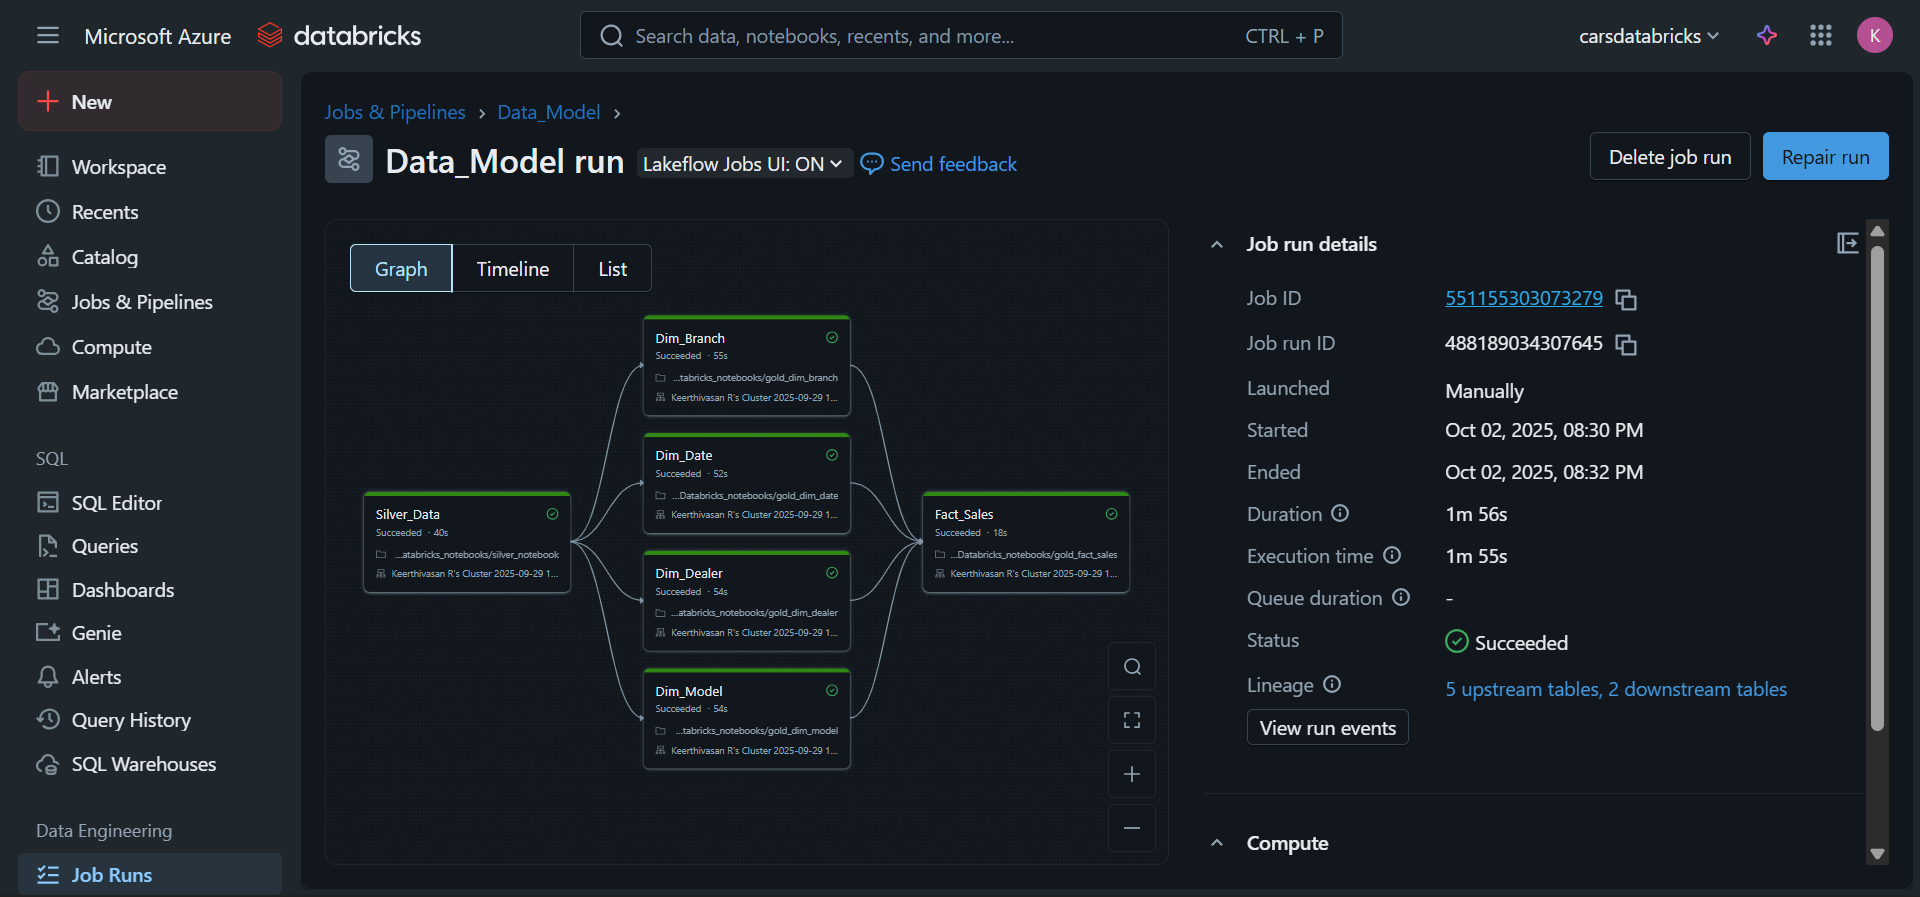 Microsoft Azure databricks
Search data, notebooks, recents, and more... CTRL + P
carsdatabricks K
New
Workspace
Recents
Catalog
Jobs & Pipelines
Compute
Marketplace
SQL
SQL Editor
Queries
Dashboards
Genie
Alerts
Query History
SQL Warehouses
Data Engineering
Job Runs
Jobs & Pipelines › Data_Model ›
Data_Model run Lakeflow Jobs UI: ON Send feedback
Delete job run Repair run
Graph Timeline List
Silver_Data
Succeeded · 40s
...atabricks_notebooks/silver_notebook
Keerthivasan R's Cluster 2025-09-29 1...
Dim_Branch
Succeeded · 55s
...tabricks_notebooks/gold_dim_branch
Keerthivasan R's Cluster 2025-09-29 1...
Dim_Date
Succeeded · 52s
...Databricks_notebooks/gold_dim_date
Keerthivasan R's Cluster 2025-09-29 1...
Dim_Dealer
Succeeded · 54s
...atabricks_notebooks/gold_dim_dealer
Keerthivasan R's Cluster 2025-09-29 1...
Dim_Model
Succeeded · 54s
...tabricks_notebooks/gold_dim_model
Keerthivasan R's Cluster 2025-09-29 1...
Fact_Sales
Succeeded · 18s
...Databricks_notebooks/gold_fact_sales
Keerthivasan R's Cluster 2025-09-29 1...
Job run details
Job ID 551155303073279
Job run ID 488189034307645
Launched Manually
Started Oct 02, 2025, 08:30 PM
Ended Oct 02, 2025, 08:32 PM
Duration 1m 56s
Execution time 1m 55s
Queue duration -
Status Succeeded
Lineage 5 upstream tables, 2 downstream tables
View run events
Compute